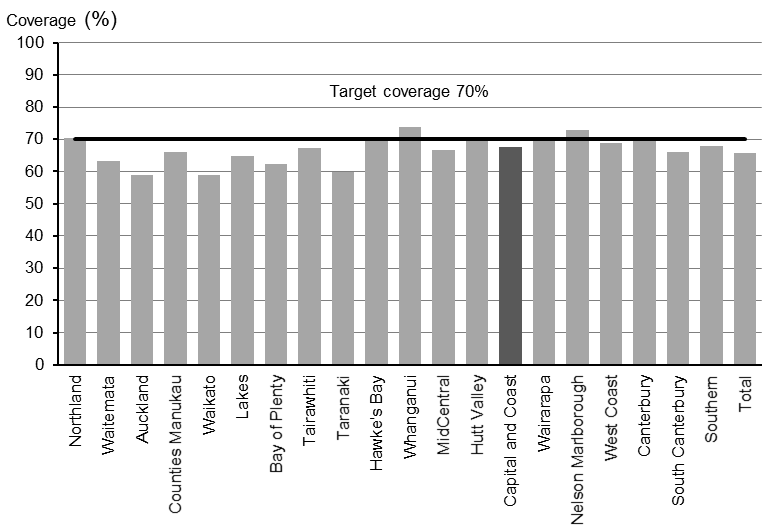 Coverage (%)
100
90
80
70
60
50
40
30
20
10
0
Target coverage 70%
Northland
Waitemata
Auckland
Counties Manukau
Waikato
Lakes
Bay of Plenty
Tairawhiti
Taranaki
Hawke's Bay
Whanganui
MidCentral
Hutt Valley
Capital and Coast
Wairarapa
Nelson Marlborough
West Coast
Canterbury
South Canterbury
Southern
Total